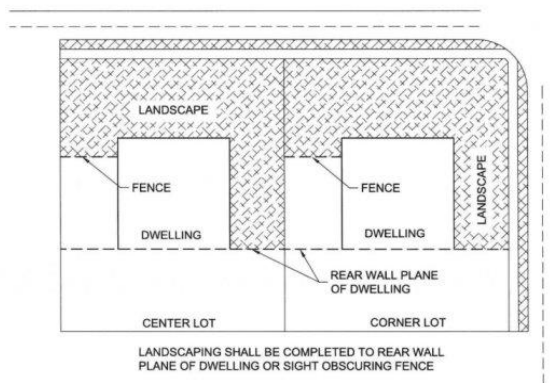 LANDSCAPE
LANDSCAPE
FENCE
FENCE
DWELLING
DWELLING
REAR WALL PLANE
OF DWELLING
CENTER LOT
CORNER LOT
LANDSCAPING SHALL BE COMPLETED TO REAR WALL
PLANE OF DWELLING OR SIGHT OBSCURING FENCE